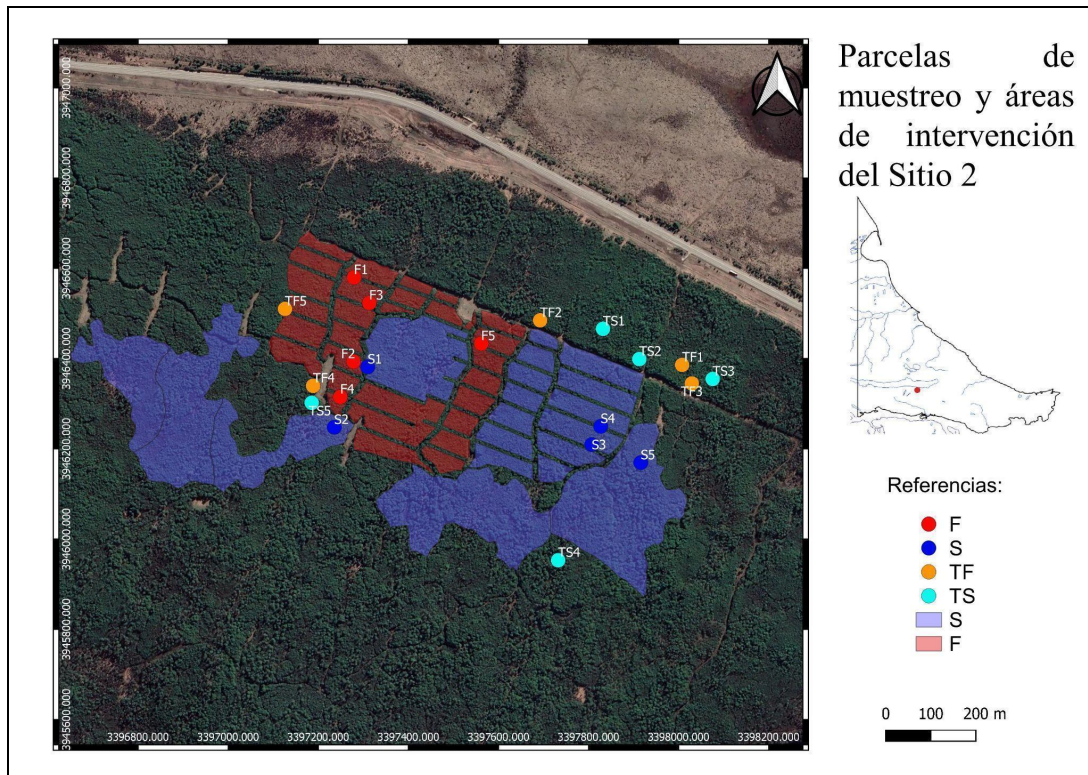 Parcelas de
muestreo y áreas
de intervención
del Sitio 2
3947000.000
3946800.000
3946600.000
3946400.000
3946200.000
3946000.000
3945800.000
3945600.000
F1
F3
TF5
TF2
TS1
F5
F2
S1
TS2
TF1
TS3
TF3
TF4
F4
TS5
S2
S4
S3
S5
TS4
3396800.000
3397000.000
3397200.000
3397400.000
3397600.000
3397800.000
3398000.000
3398200.000
Referencias:
F
S
TF
TS
S
F
0 100 200 m